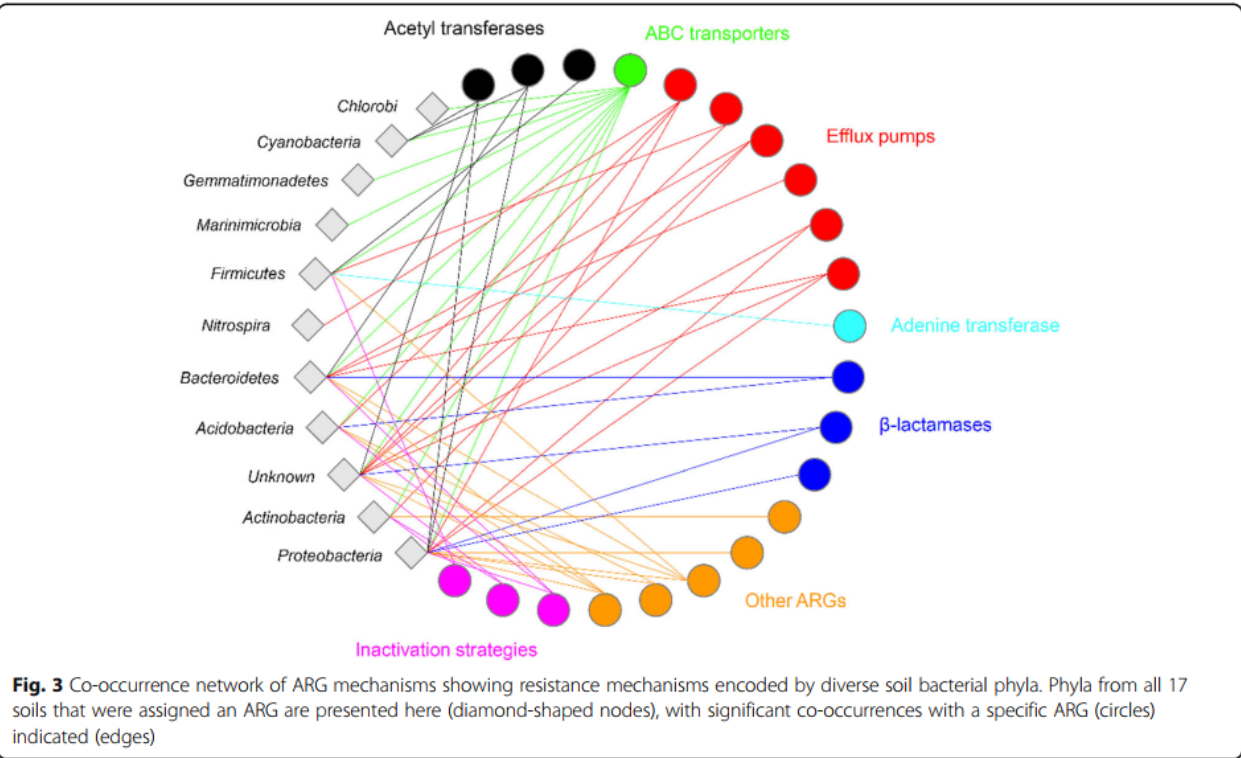 Acetyl transferases
ABC transporters
Chlorobi
Cyanobacteria
Efflux pumps
Gemmatimonadetes
Marinimicrobia
Firmicutes
Nitrospira
Adenine transferase
Bacteroidetes
Acidobacteria
β-lactamases
Unknown
Actinobacteria
Proteobacteria
Other ARGs
Inactivation strategies
Fig. 3 Co-occurrence network of ARG mechanisms showing resistance mechanisms encoded by diverse soil bacterial phyla. Phyla from all 17
soils that were assigned an ARG are presented here (diamond-shaped nodes), with significant co-occurrences with a specific ARG (circles)
indicated (edges)